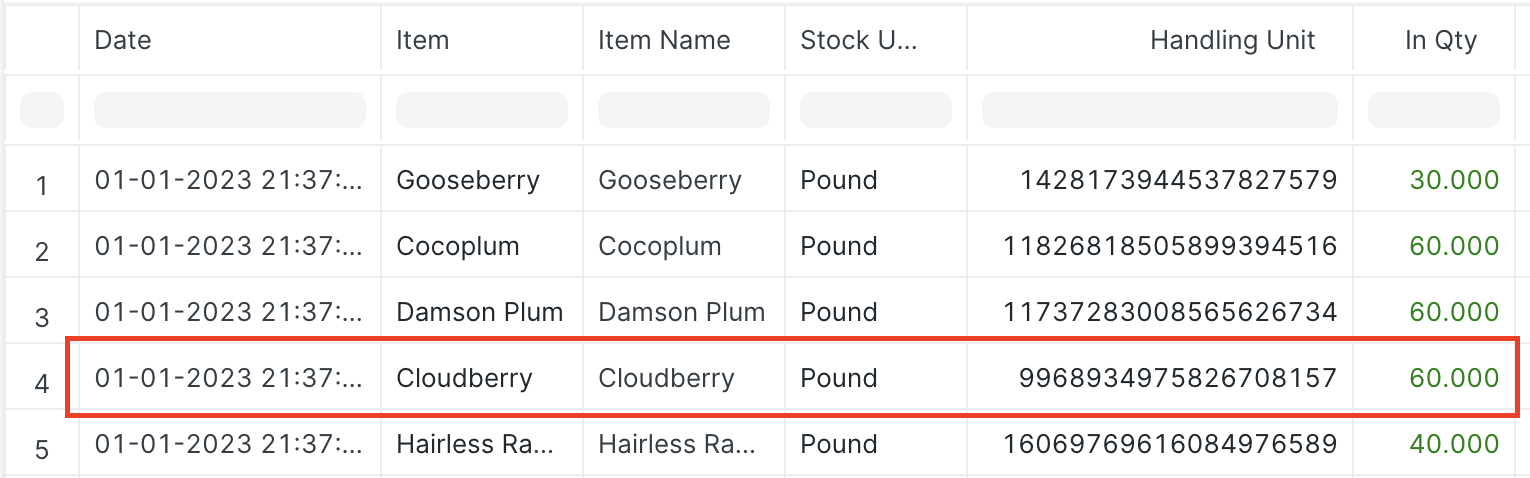 Date Item Item Name Stock U... Handling Unit In Qty
1 01-01-2023 21:37:... Gooseberry Gooseberry Pound 1428173944537827579 30.000
2 01-01-2023 21:37:... Cocoplum Cocoplum Pound 11826818505899394516 60.000
3 01-01-2023 21:37:... Damson Plum Damson Plum Pound 11737283008565626734 60.000
4 01-01-2023 21:37:... Cloudberry Cloudberry Pound 9968934975826708157 60.000
5 01-01-2023 21:37:... Hairless Ra... Hairless Ra... Pound 16069769616084976589 40.000